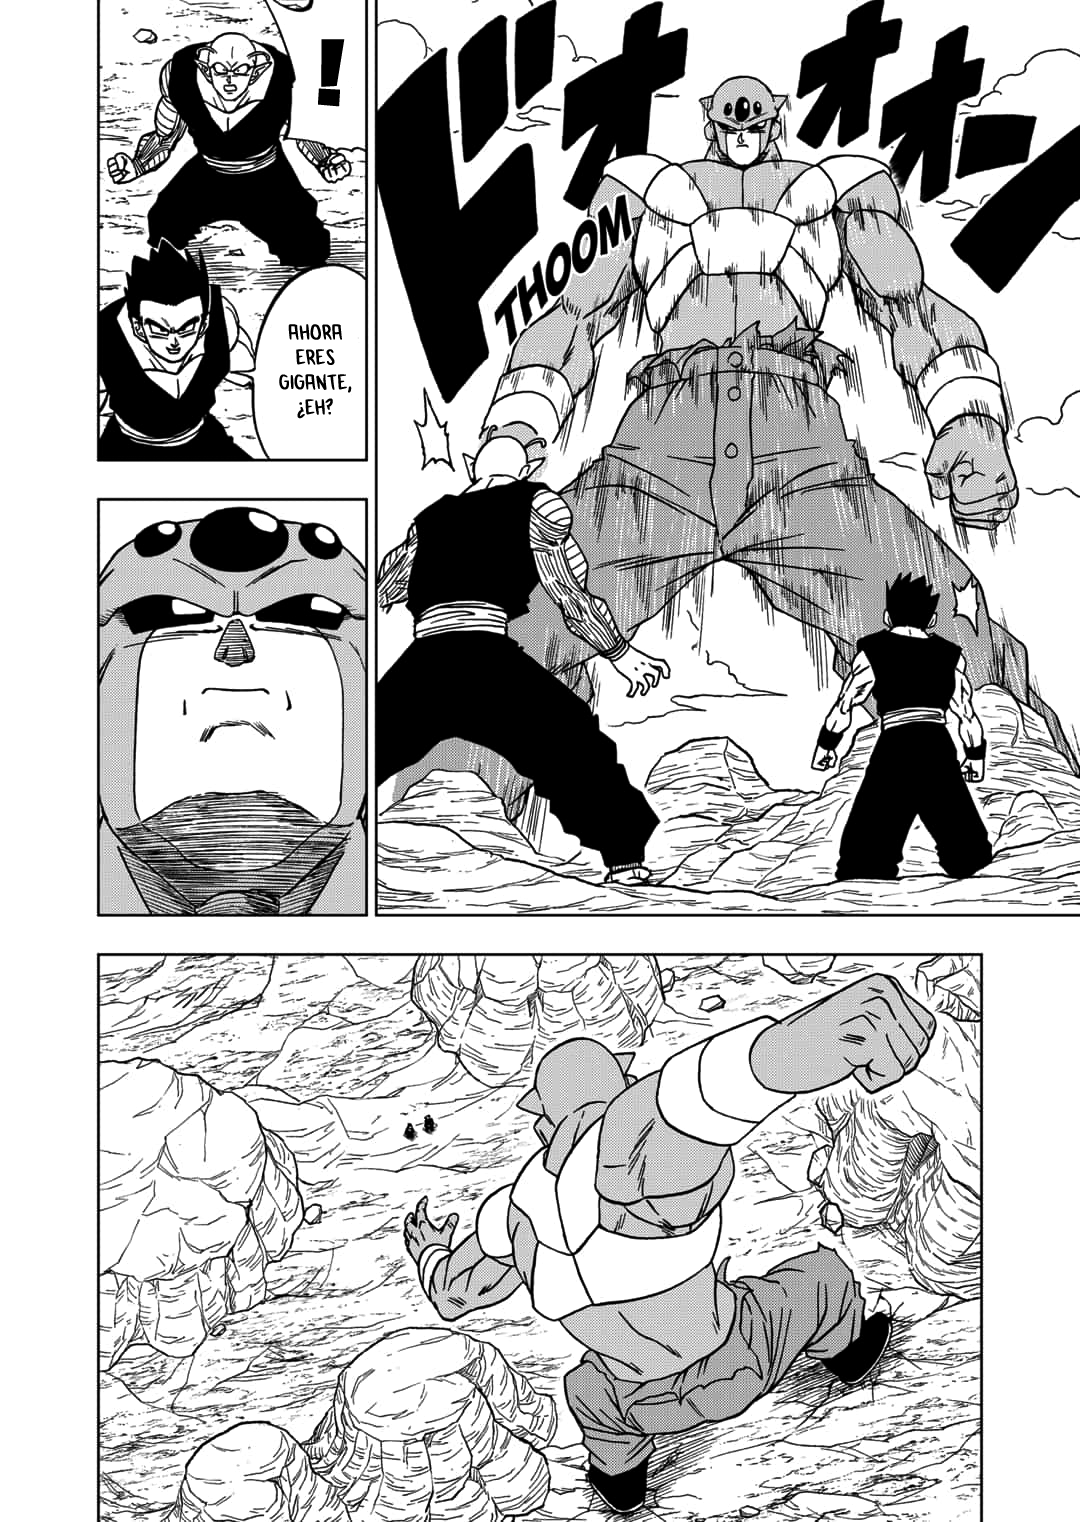 ドオオオン
THOOM
!
AHORA
ERES
GIGANTE,
¿EH?